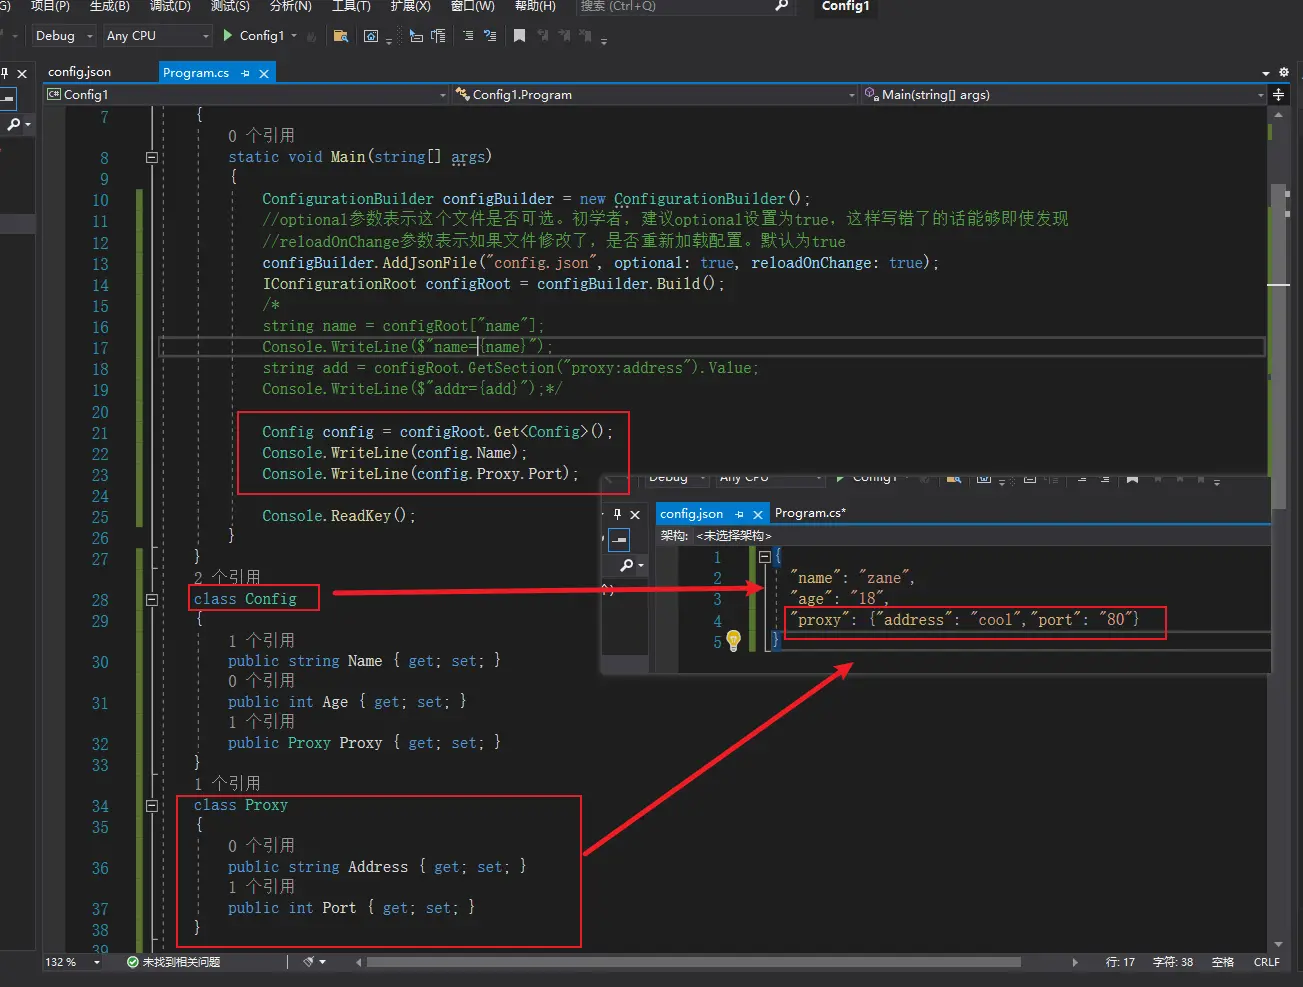 G) 项目(P) 生成(B) 调试(D) 测试(S) 分析(N) 工具(T) 扩展(X) 窗口(W) 帮助(H) 搜索 (Ctrl+Q) Config1
Debug Any CPU Config1
config.json Program.cs
C# Config1 Config1.Program Main(string[] args)
7 {
0 个引用
8 static void Main(string[] args)
9 {
10 ConfigurationBuilder configBuilder = new ConfigurationBuilder();
11 //optional参数表示这个文件是否可选。初学者，建议optional设置为true，这样写错了的话能够即使发现
12 //reloadOnChange参数表示如果文件修改了，是否重新加载配置。默认为true
13 configBuilder.AddJsonFile("config.json", optional: true, reloadOnChange: true);
14 IConfigurationRoot configRoot = configBuilder.Build();
15 /*
16 string name = configRoot["name"];
17 Console.WriteLine($"name={name}");
18 string add = configRoot.GetSection("proxy:address").Value;
19 Console.WriteLine($"addr={add}");*/
20
21 Config config = configRoot.Get<Config>();
22 Console.WriteLine(config.Name);
23 Console.WriteLine(config.Proxy.Port);
24
25 Console.ReadKey();
26 }
27 }
2 个引用
28 class Config
29 {
1 个引用
30 public string Name { get; set; }
0 个引用
31 public int Age { get; set; }
1 个引用
32 public Proxy Proxy { get; set; }
33 }
1 个引用
34 class Proxy
35 {
0 个引用
36 public string Address { get; set; }
1 个引用
37 public int Port { get; set; }
38 }
39
Debug Any CPU Config1
config.json Program.cs*
架构: <未选择架构>
1 {
2 "name": "zane",
3 "age": "18",
4 "proxy": {"address": "cool","port": "80"}
5 }
132 % 未找到相关问题 行: 17 字符: 38 空格 CRLF